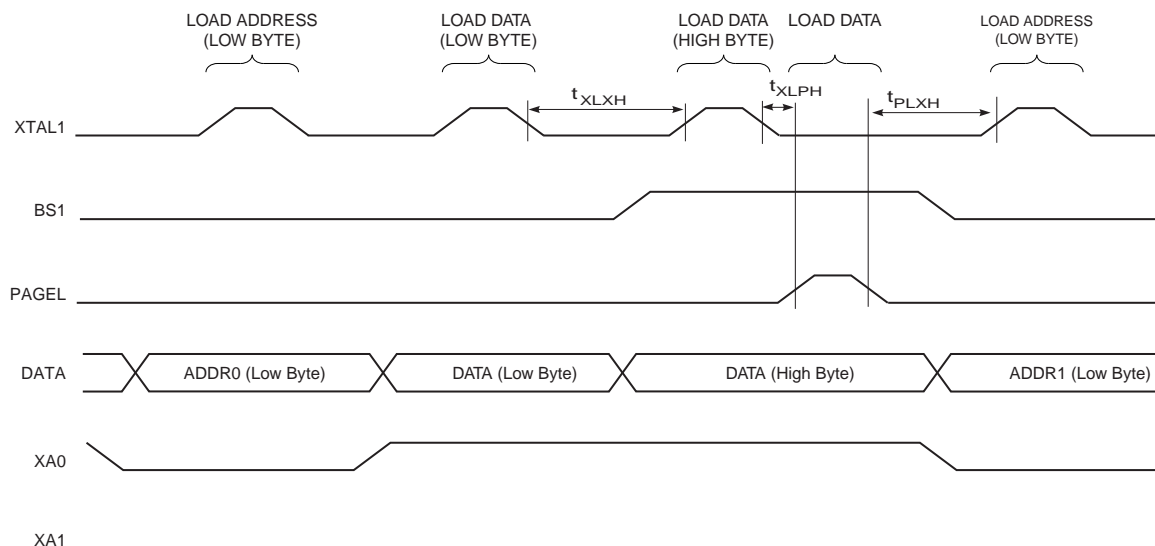 LOAD ADDRESS
(LOW BYTE)
LOAD DATA
(LOW BYTE)
LOAD DATA
(HIGH BYTE)
LOAD DATA
LOAD ADDRESS
(LOW BYTE)
tXLXH
tXLPH
tPLXH
XTAL1
BS1
PAGEL
DATA
ADDR0 (Low Byte)
DATA (Low Byte)
DATA (High Byte)
ADDR1 (Low Byte)
XA0
XA1